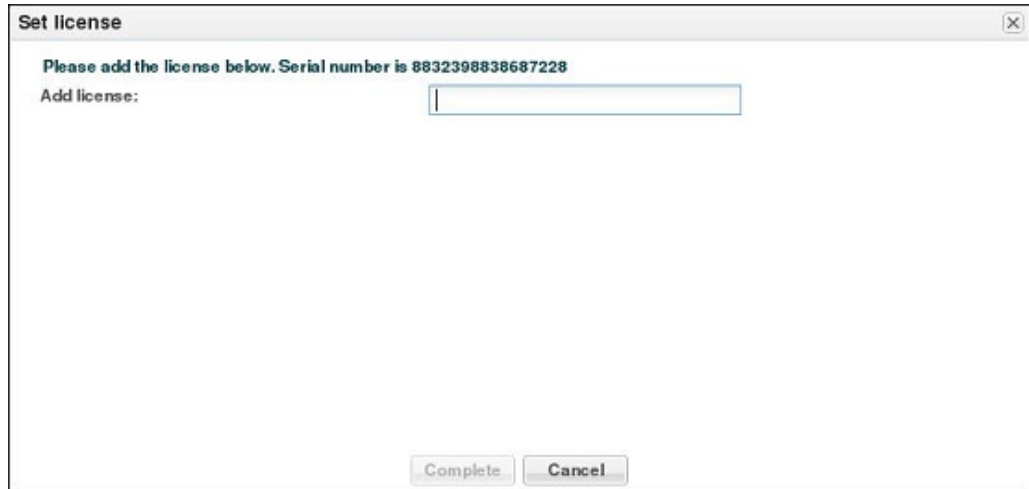 Set license
Please add the license below. Serial number is 8832398838687228
Add license:
Complete Cancel